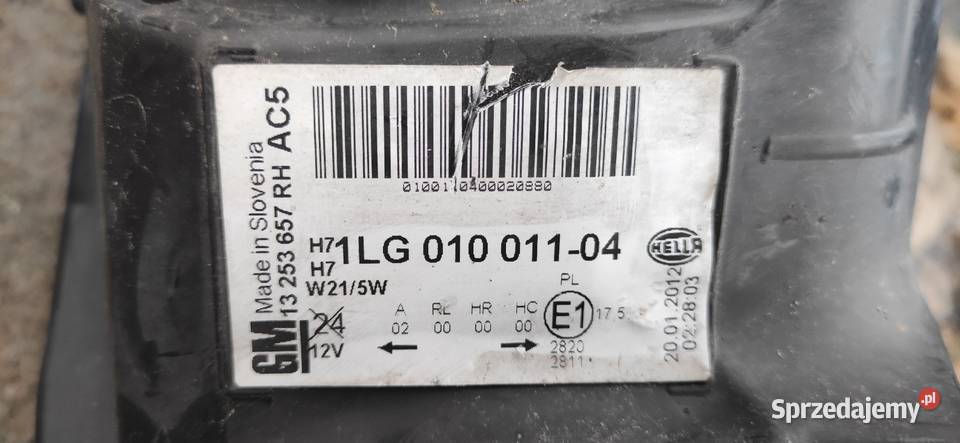 GM
Made in Slovenia
13 253 657 RH AC5
H7 1LG 010 011-04
H7
W21/5W
24
12V
A RL HR HC PL
02 00 00 00 E1 17.5
2820
2811
HELLA
20.01.2012
02:28:03
Sprzedajemy.pl